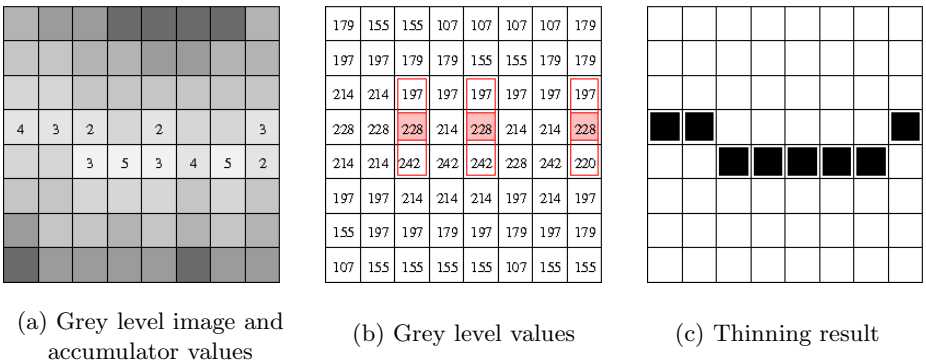 179 155 155 107 107 107 107 179
197 197 179 179 155 155 179 179
214 214 197 197 197 197 197 197
4 3 2 2 3
228 228 228 214 228 214 214 228
3 5 3 4 5 2
214 214 242 242 242 228 242 220
197 197 214 214 214 197 214 197
155 197 197 179 197 179 197 179
107 155 155 155 155 107 155 155
(a) Grey level image and
accumulator values
(b) Grey level values
(c) Thinning result